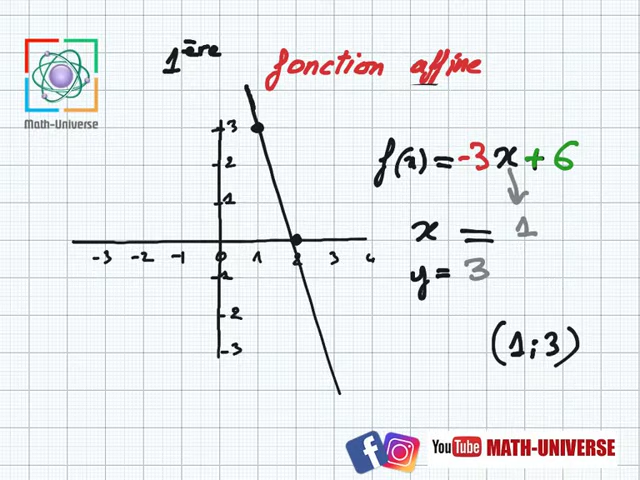 1ère fonction affine
Math-Universe
3
2
1
-3 -2 -1 0 1 2 3 4
-1
-2
-3
f(x) = -3x + 6
x = 1
y = 3
(1;3)
f YouTube MATH-UNIVERSE